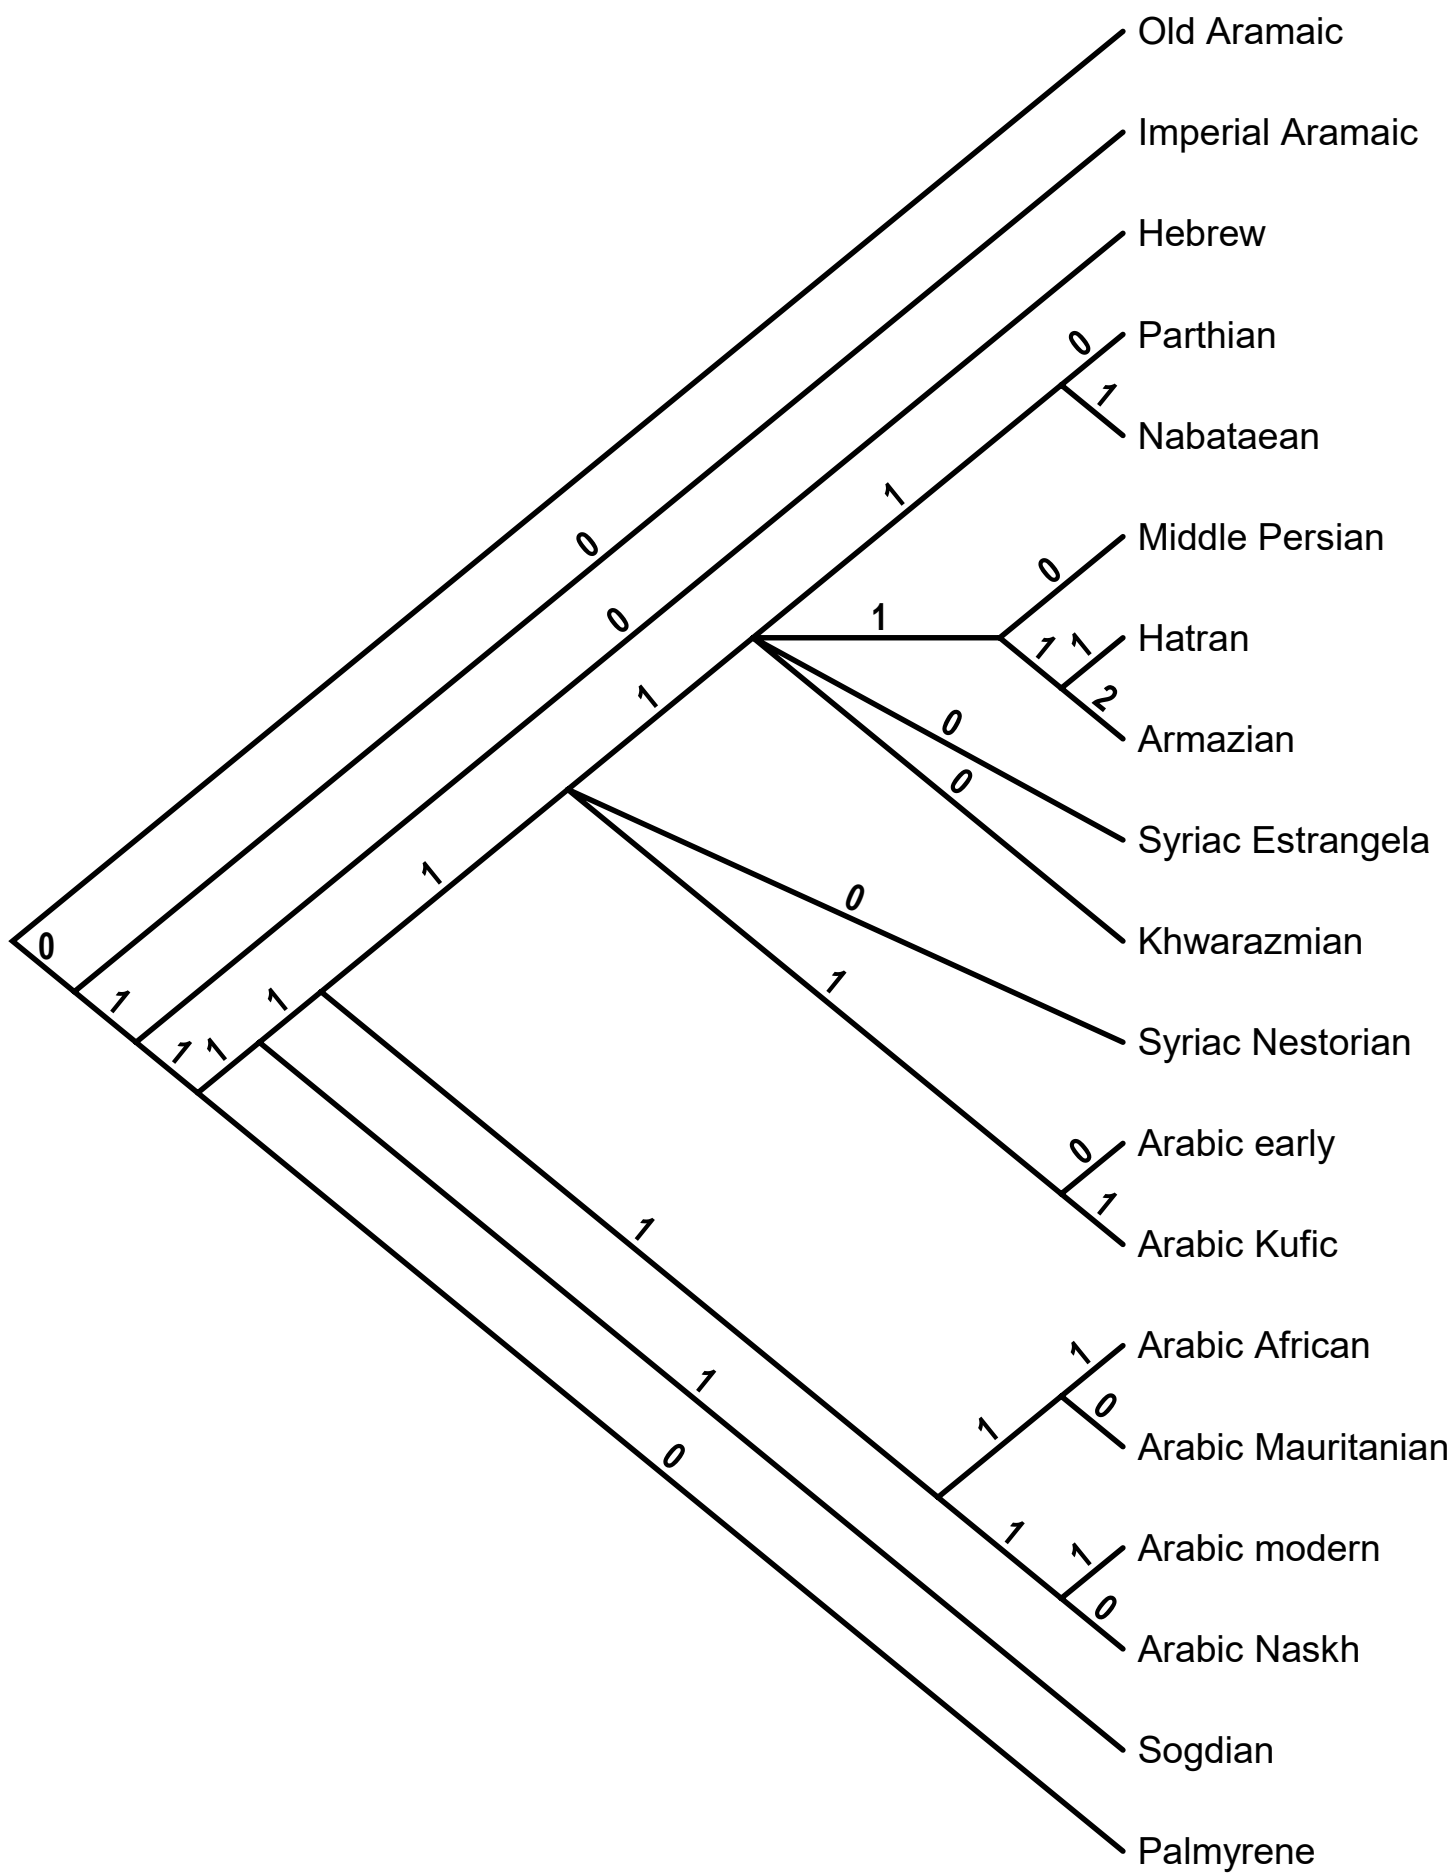 Old Aramaic
Imperial Aramaic
Hebrew
0 Parthian
1 Nabataean
1
0 Middle Persian
0
1
1 1 Hatran
0
2 Armazian
1
0 Syriac Estrangela
0
1
0 Khwarazmian
0
1
1
1 Syriac Nestorian
1 1
0 Arabic early
1 Arabic Kufic
1
1 Arabic African
1
0 Arabic Mauritanian
1
0
1
1 Arabic modern
0 Arabic Naskh
Sogdian
Palmyrene